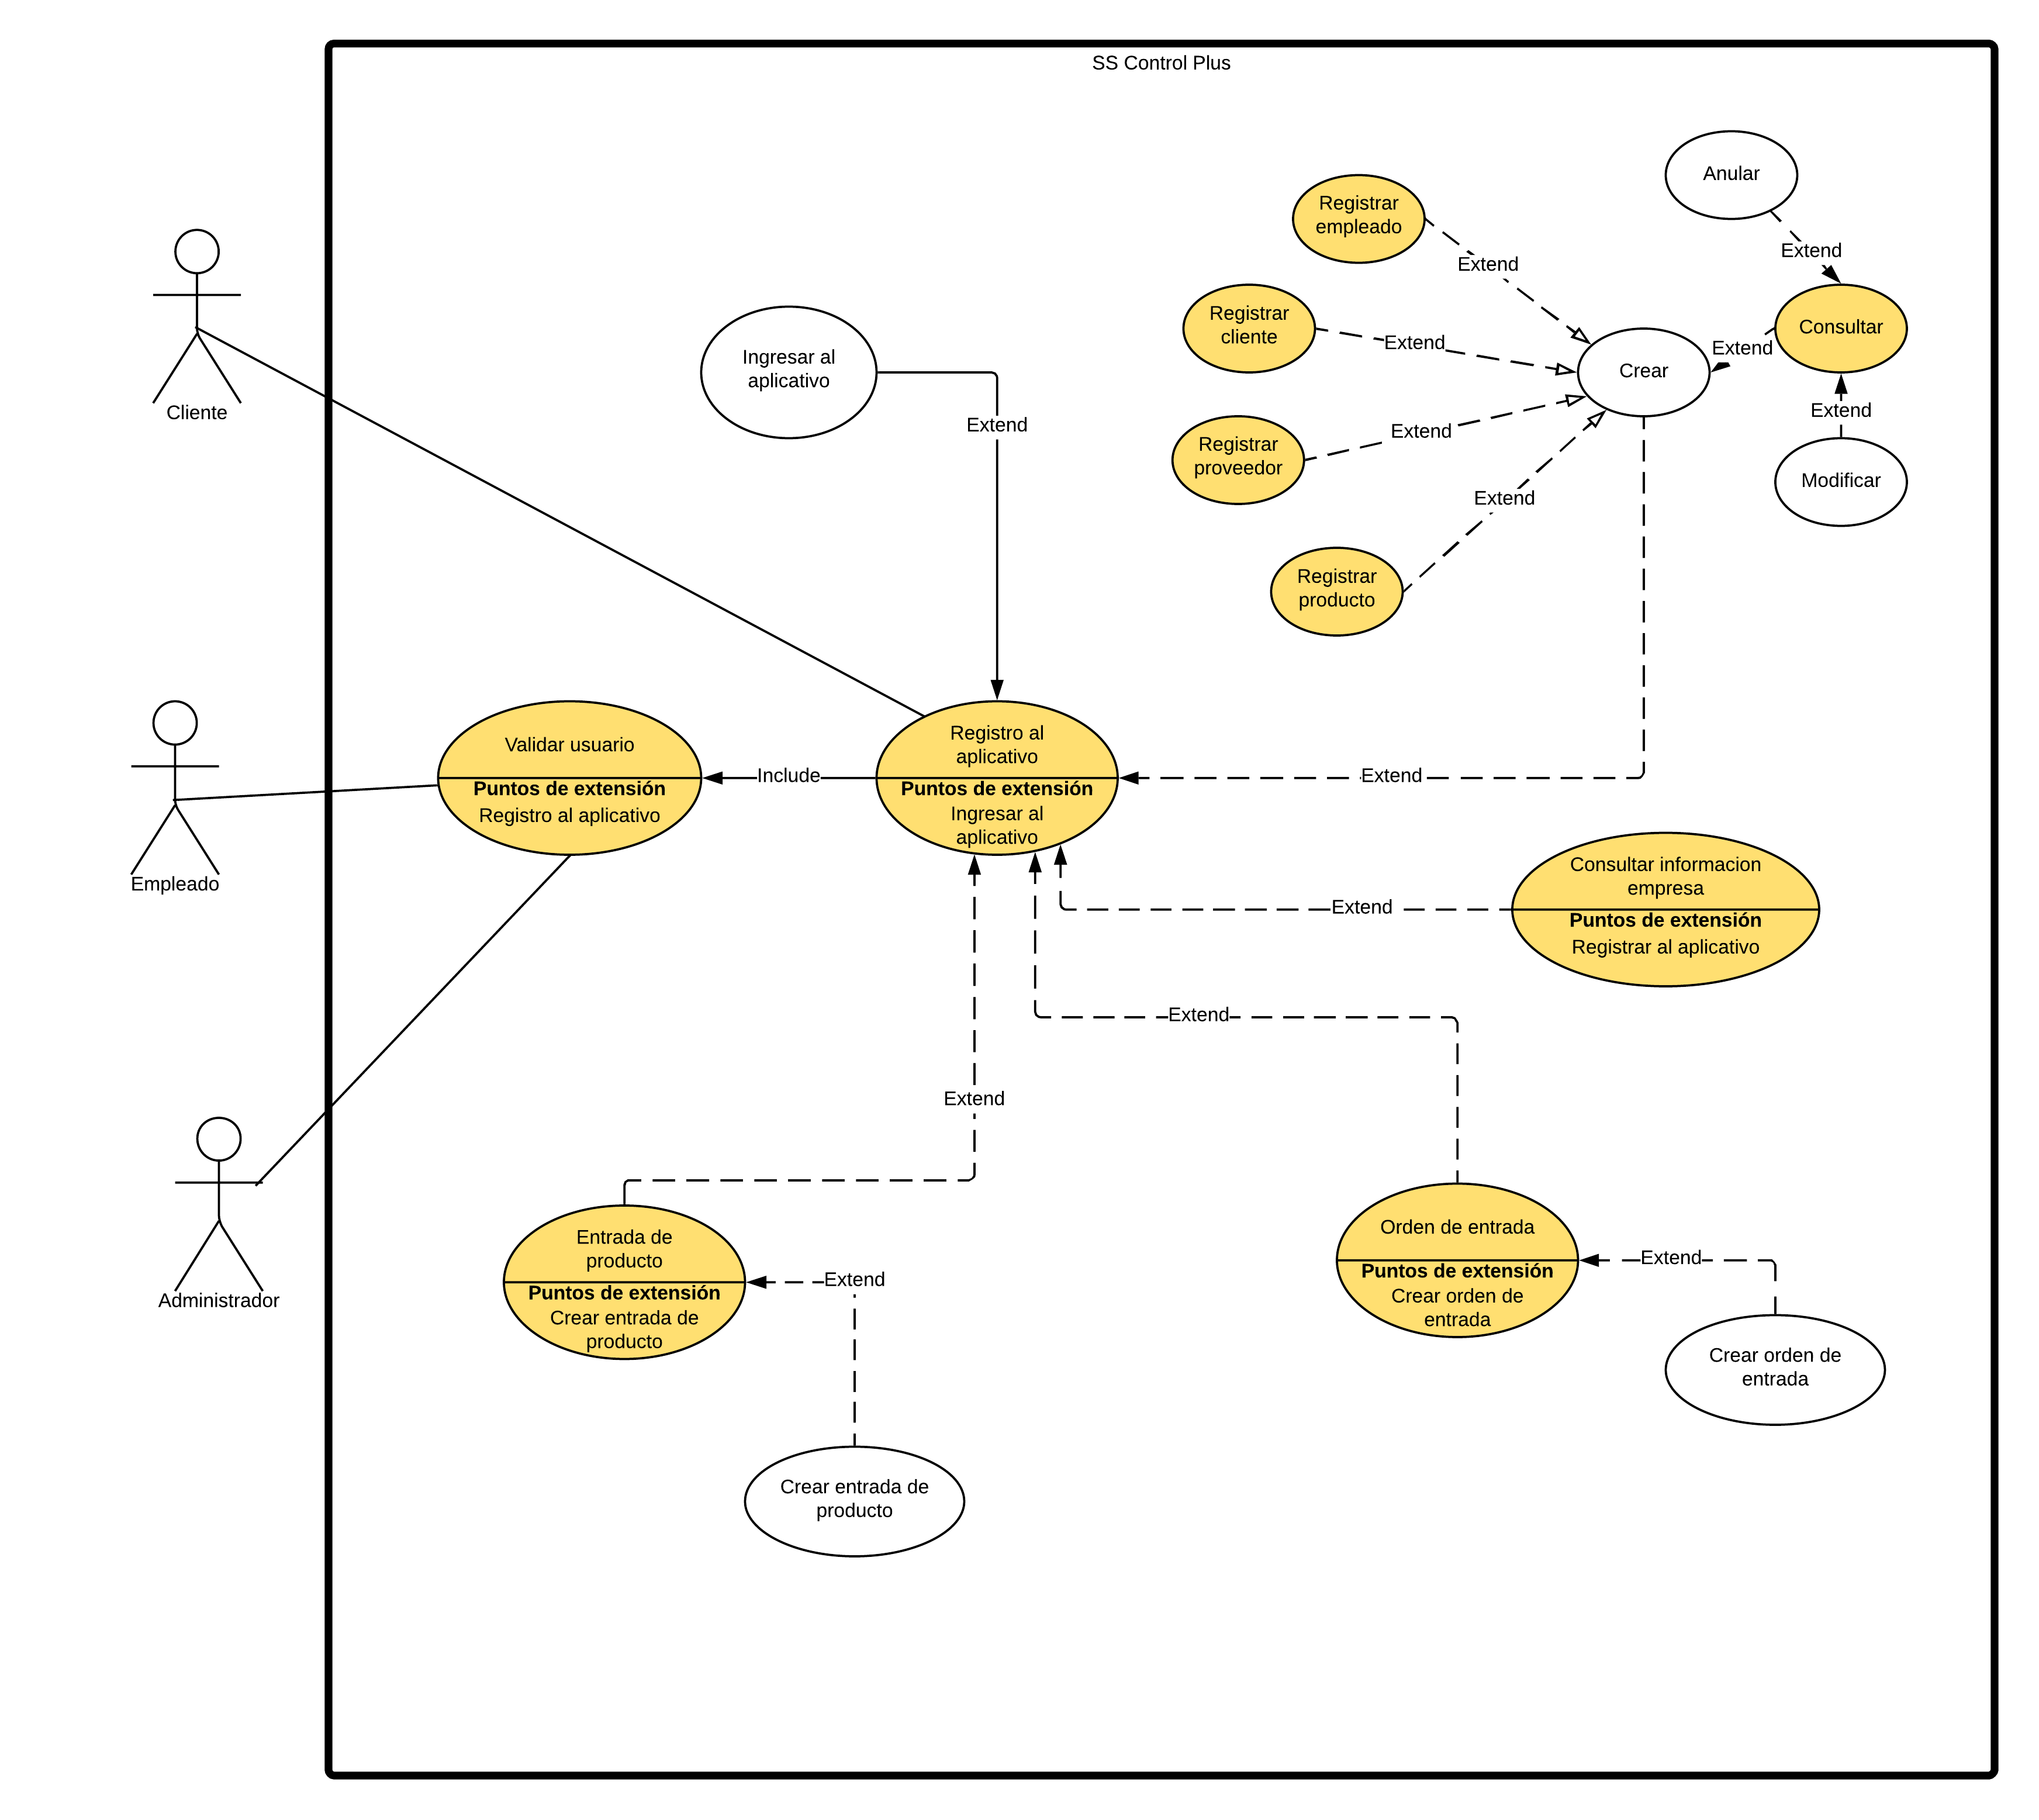 SS Control Plus
Anular
Registrar
empleado
Extend
Extend
Cliente
Ingresar al
aplicativo
Extend
Registrar
cliente
Extend
Crear
Extend
Consultar
Extend
Registrar
proveedor
Extend
Modificar
Extend
Registrar
producto
Empleado
Validar usuario
Puntos de extensión
Registro al aplicativo
Include
Registro al
aplicativo
Puntos de extensión
Ingresar al
aplicativo
Extend
Consultar informacion
empresa
Puntos de extensión
Registrar al aplicativo
Extend
Extend
Extend
Administrador
Entrada de
producto
Puntos de extensión
Crear entrada de
producto
Extend
Orden de entrada
Puntos de extensión
Crear orden de
entrada
Extend
Crear orden de
entrada
Crear entrada de
producto